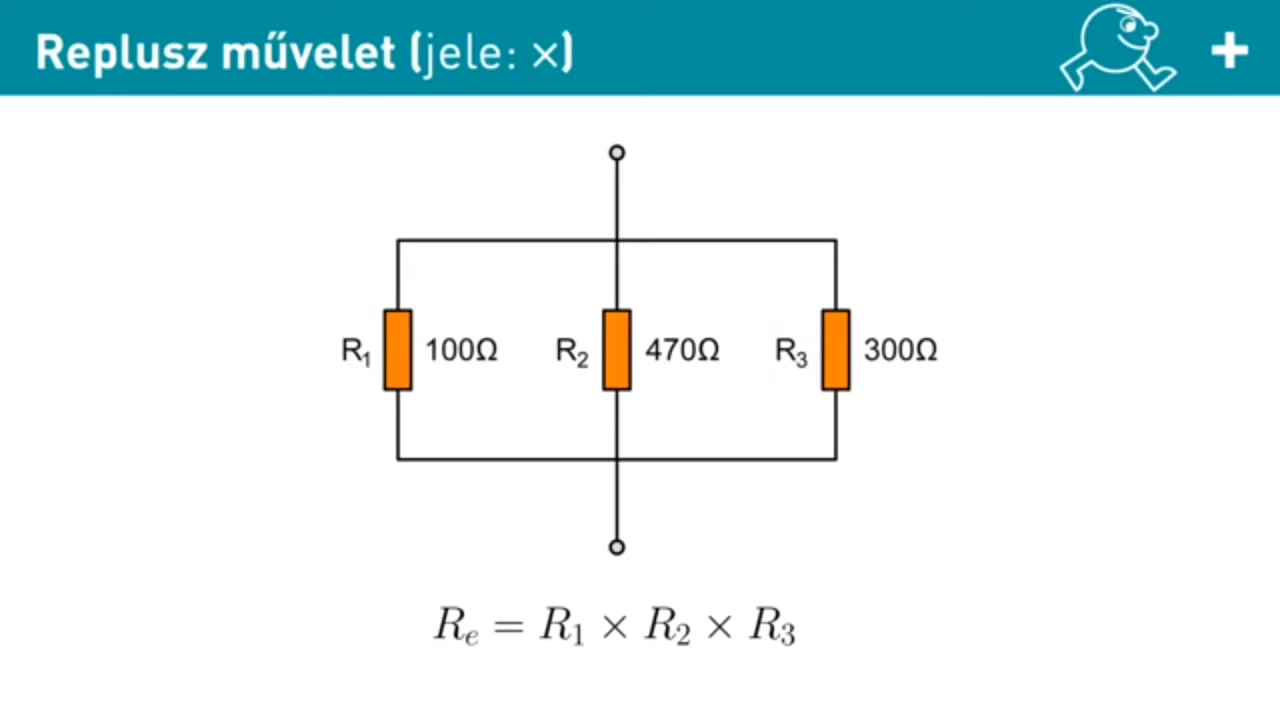 Replusz művelet (jele: ×)
R₁ 100Ω R₂ 470Ω R₃ 300Ω
Rₑ = R₁ × R₂ × R₃